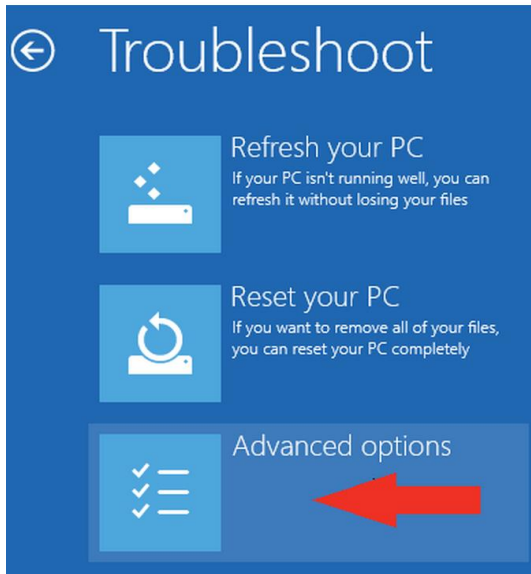 Troubleshoot
Refresh your PC
If your PC isn't running well, you can
refresh it without losing your files
Reset your PC
If you want to remove all of your files,
you can reset your PC completely
Advanced options